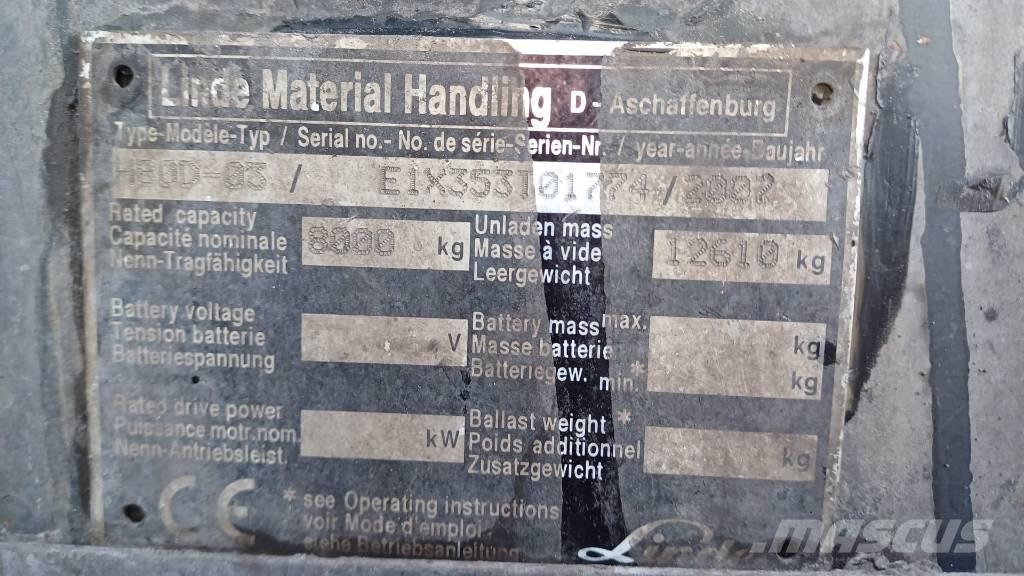 Linde Material Handling D - Aschaffenburg
Type-Modèle-Typ / Serial no.- No. de série-Serien-Nr. / year-année-Baujahr
H80D-03 / E1X353T01774/2002
Rated capacity
Capacité nominale
Nenn-Tragfähigkeit
8000 kg
Unladen mass
Masse à vide
Leergewicht
12610 kg
Battery voltage
Tension batterie
Batteriespannung
V
Battery mass max.
Masse batterie
Batteriegew. min.*
kg
kg
Rated drive power
Puissance motr.nom.
Nenn-Antriebsleist.
kW
Ballast weight *
Poids additionnel
Zusatzgewicht
kg
CE
* see Operating instructions
voir Mode d'emploi
siehe Betriebsanleitung
Linde
MASCUS